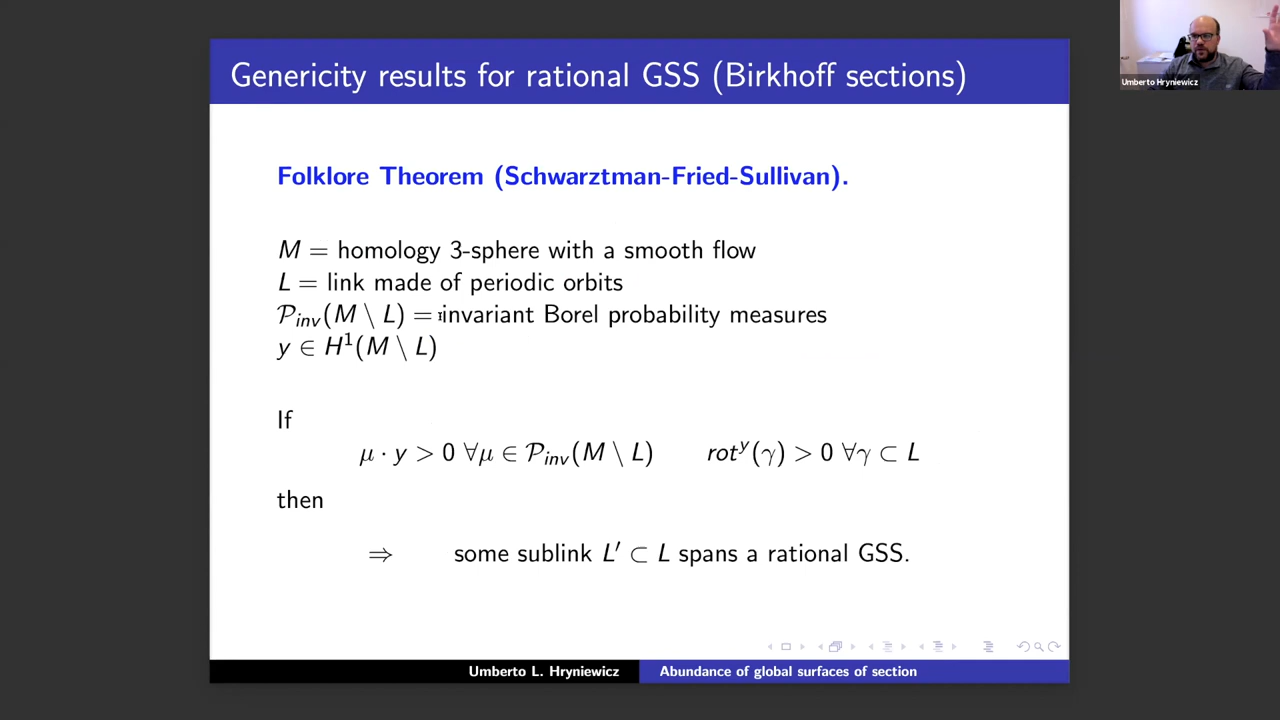 Genericity results for rational GSS (Birkhoff sections)
Umberto Hryniewicz
Folklore Theorem (Schwarztman-Fried-Sullivan).
M = homology 3-sphere with a smooth flow
L = link made of periodic orbits
𝒫_inv(M \ L) = invariant Borel probability measures
y ∈ H¹(M \ L)
If
μ · y > 0 ∀μ ∈ 𝒫_inv(M \ L) rot^y(γ) > 0 ∀γ ⊂ L
then
⇒ some sublink L′ ⊂ L spans a rational GSS.
Umberto L. Hryniewicz Abundance of global surfaces of section